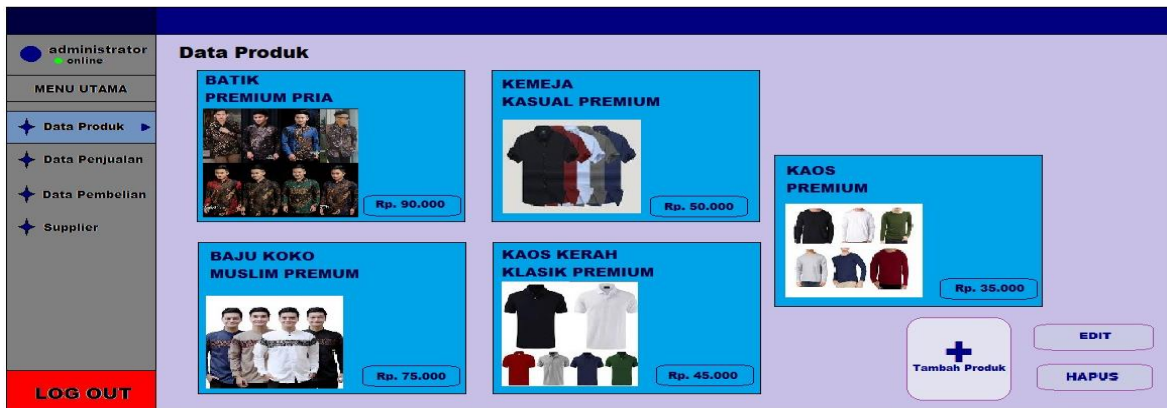 administrator
online
MENU UTAMA
Data Produk
Data Penjualan
Data Pembelian
Supplier
LOG OUT
Data Produk
BATIK
PREMIUM PRIA
Rp. 90.000
KEMEJA
KASUAL PREMIUM
Rp. 50.000
KAOS
PREMIUM
Rp. 35.000
BAJU KOKO
MUSLIM PREMUM
Rp. 75.000
KAOS KERAH
KLASIK PREMIUM
Rp. 45.000
Tambah Produk
EDIT
HAPUS